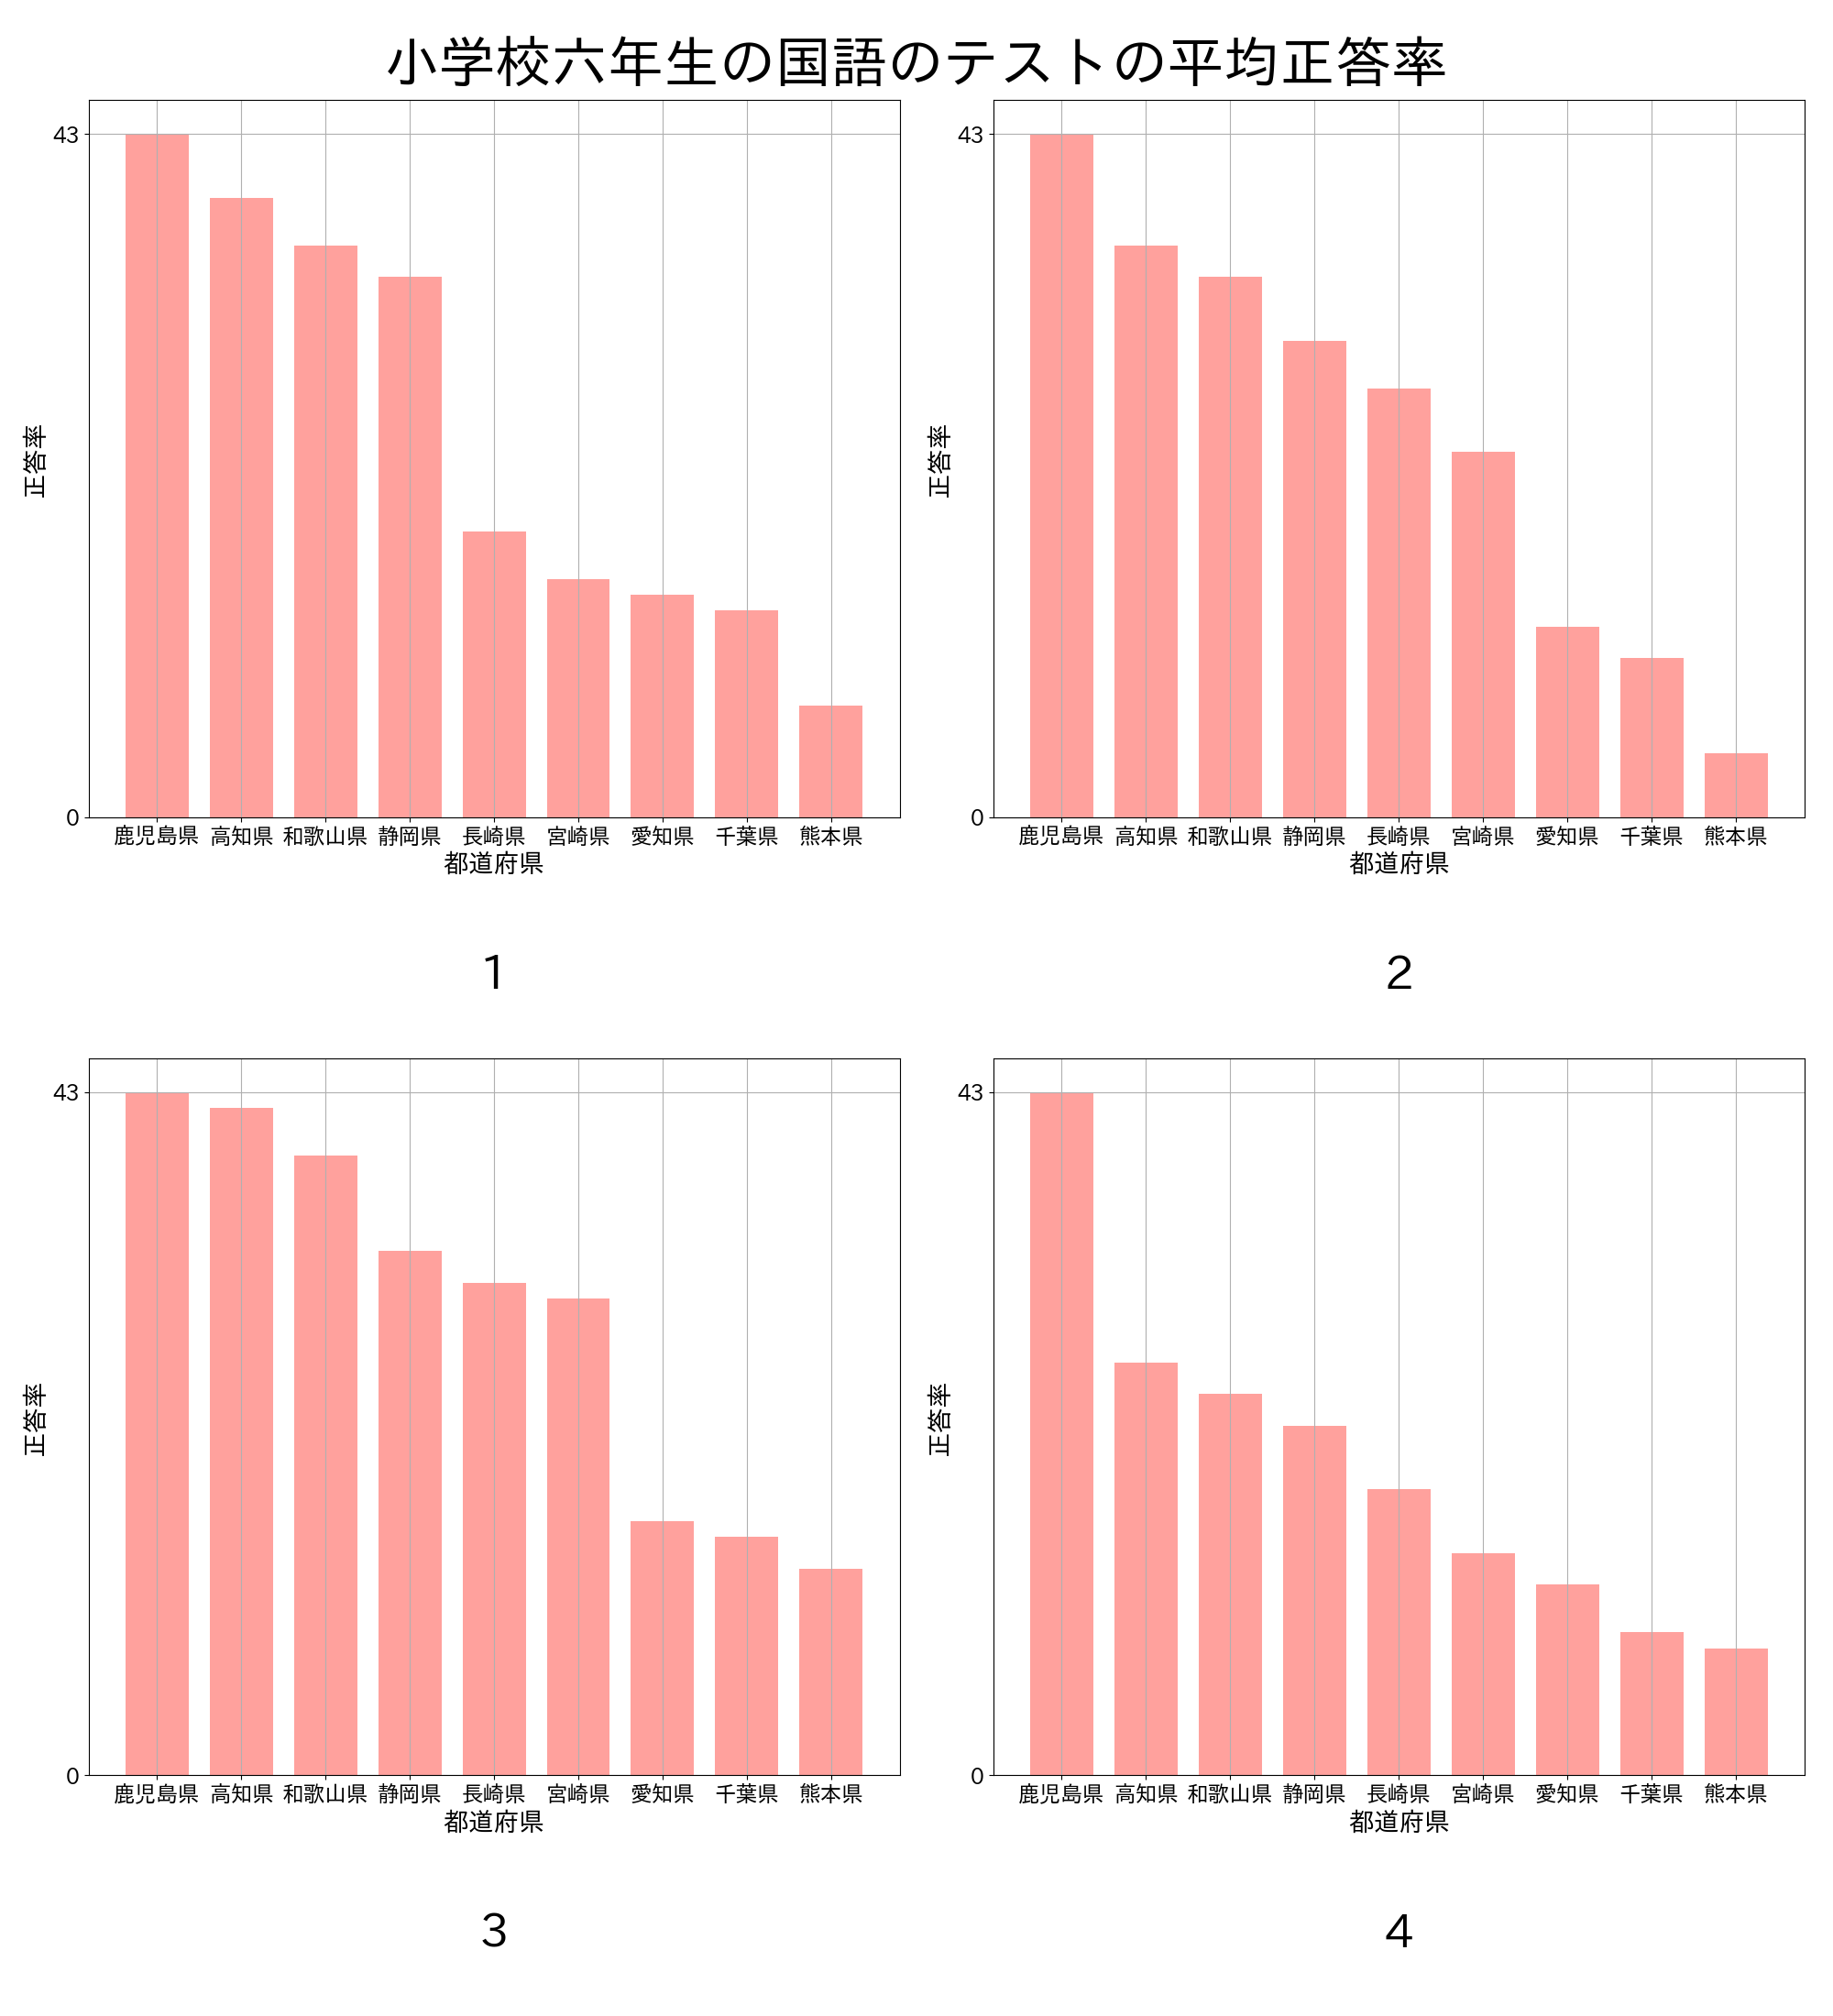 小学校六年生の国語のテストの平均正答率
43
0
正答率
鹿児島県 高知県 和歌山県 静岡県 長崎県 宮崎県 愛知県 千葉県 熊本県
都道府県
1
43
0
正答率
鹿児島県 高知県 和歌山県 静岡県 長崎県 宮崎県 愛知県 千葉県 熊本県
都道府県
2
43
0
正答率
鹿児島県 高知県 和歌山県 静岡県 長崎県 宮崎県 愛知県 千葉県 熊本県
都道府県
3
43
0
正答率
鹿児島県 高知県 和歌山県 静岡県 長崎県 宮崎県 愛知県 千葉県 熊本県
都道府県
4